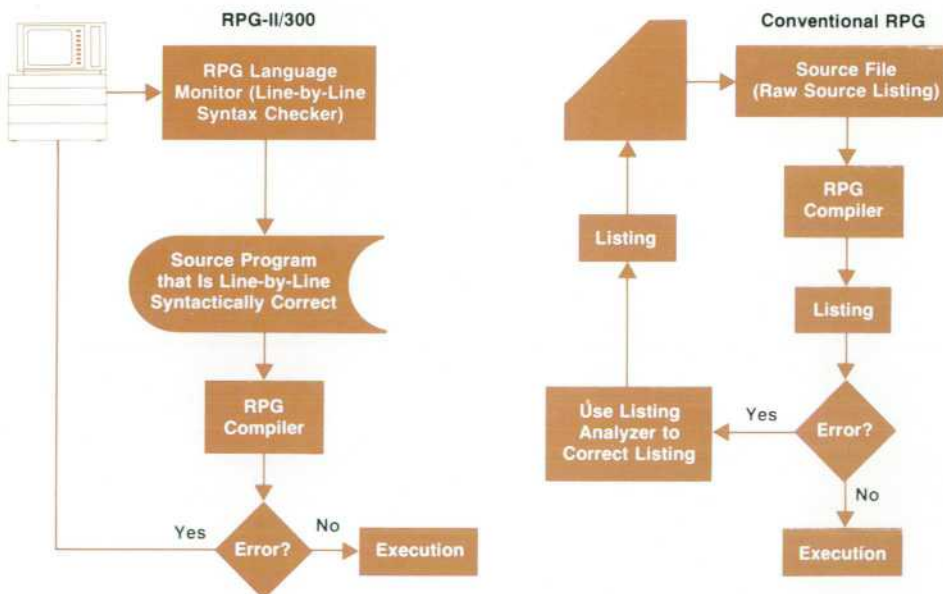 RPG-II/300
RPG Language
Monitor (Line-by-Line
Syntax Checker)
Source Program
that Is Line-by-Line
Syntactically Correct
RPG
Compiler
Yes
Error?
No
Execution
Conventional RPG
Source File
(Raw Source Listing)
RPG
Compiler
Listing
Listing
Use Listing
Analyzer to
Correct Listing
Yes
Error?
No
Execution